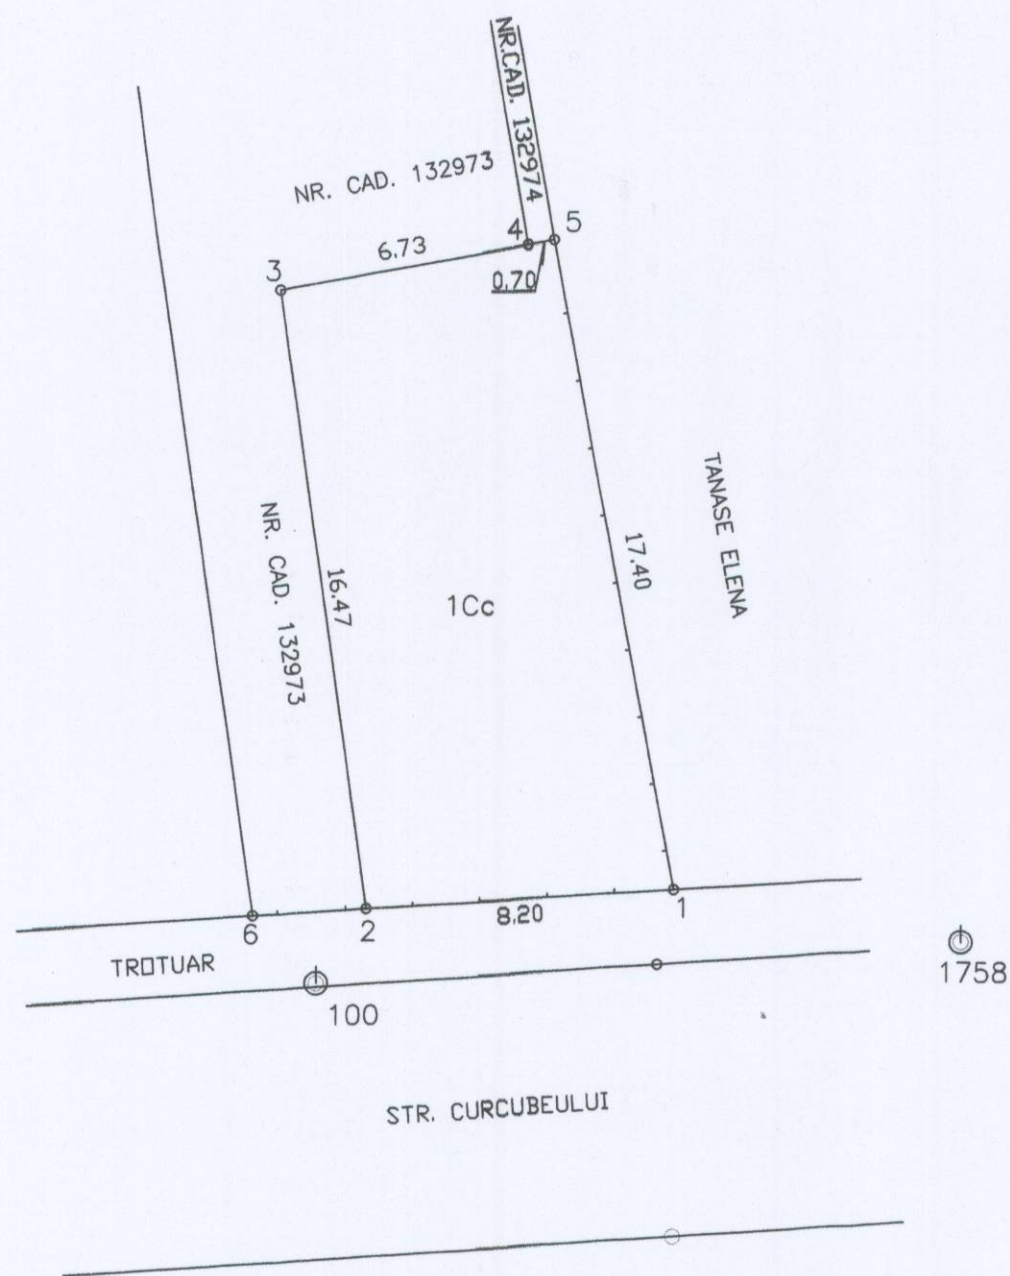 NR.CAD. 132974
NR. CAD. 132973
4
5
6.73
3
0.70
TANASE ELENA
NR. CAD. 132973
16.47
17.40
1Cc
8.20
1
2
6
TROTUAR
100
1758
STR. CURCUBEULUI